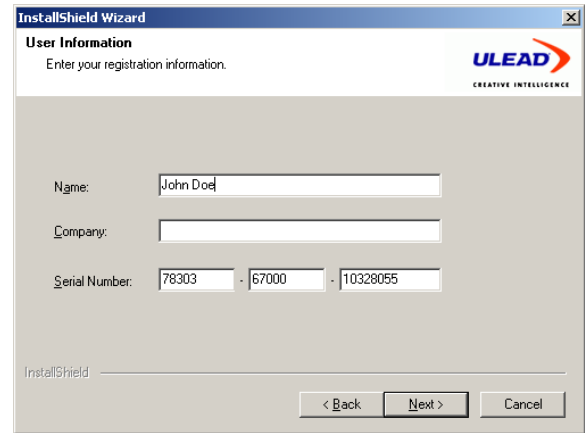 InstallShield Wizard
User Information
Enter your registration information.
ULEAD
CREATIVE INTELLIGENCE
Name: John Doe
Company:
Serial Number: 78303 - 67000 - 10328055
InstallShield
< Back Next > Cancel